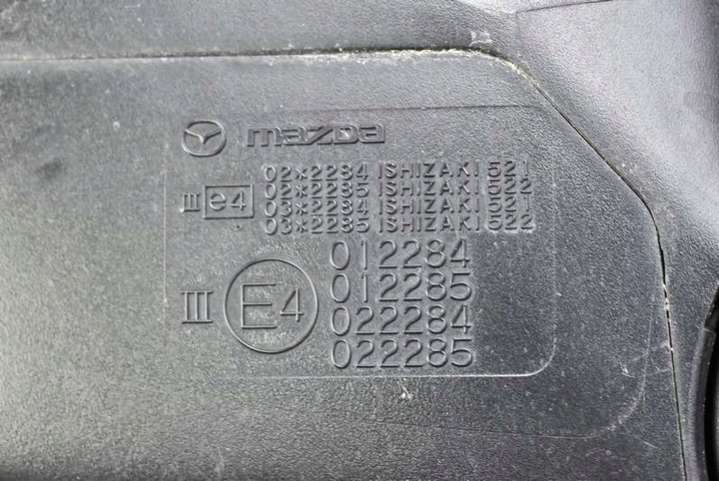 mazda
02*2284 ISHIZAKI 521
02*2285 ISHIZAKI 522
III e4
03*2284 ISHIZAKI 521
03*2285 ISHIZAKI 522
012284
012285
III E4
022284
022285